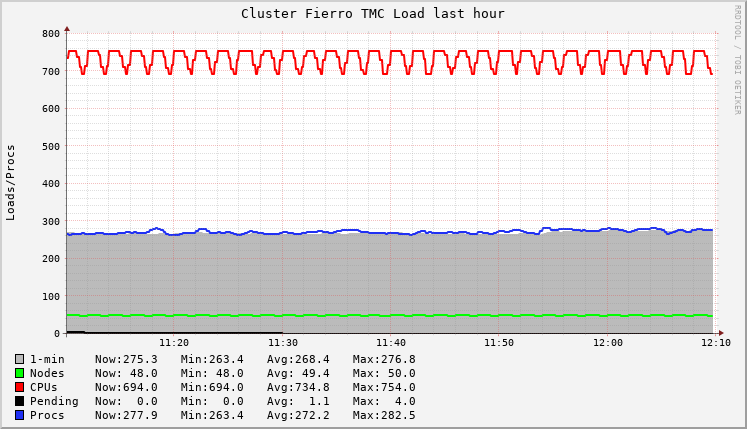 Cluster Fierro TMC Load last hour
RRDTOOL / TOBI OETIKER
Loads/Procs
800
700
600
500
400
300
200
100
0
11:20 11:30 11:40 11:50 12:00 12:10
1-min Now:275.3 Min:263.4 Avg:268.4 Max:276.8
Nodes Now: 48.0 Min: 48.0 Avg: 49.4 Max: 50.0
CPUs Now:694.0 Min:694.0 Avg:734.8 Max:754.0
Pending Now: 0.0 Min: 0.0 Avg: 1.1 Max: 4.0
Procs Now:277.9 Min:263.4 Avg:272.2 Max:282.5